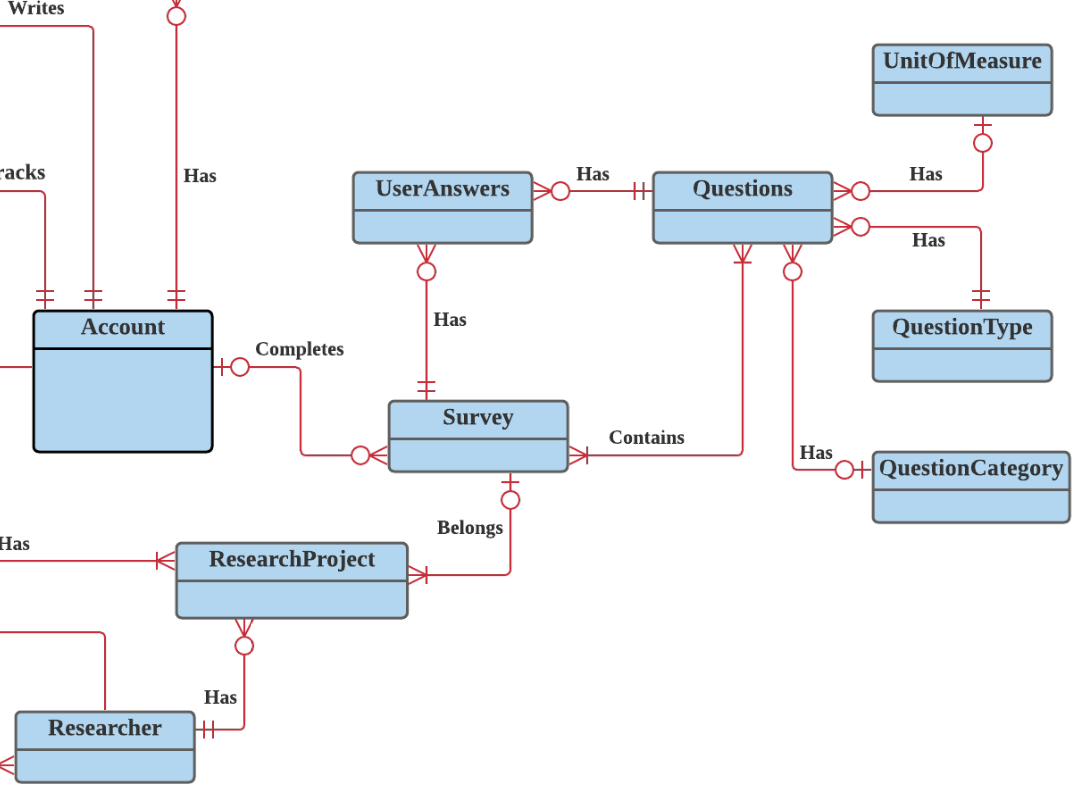 Writes
UnitOfMeasure
racks
Has
UserAnswers
Has
Questions
Has
Has
Account
Has
QuestionType
Completes
Survey
Contains
Has
QuestionCategory
Belongs
Has
ResearchProject
Has
Researcher